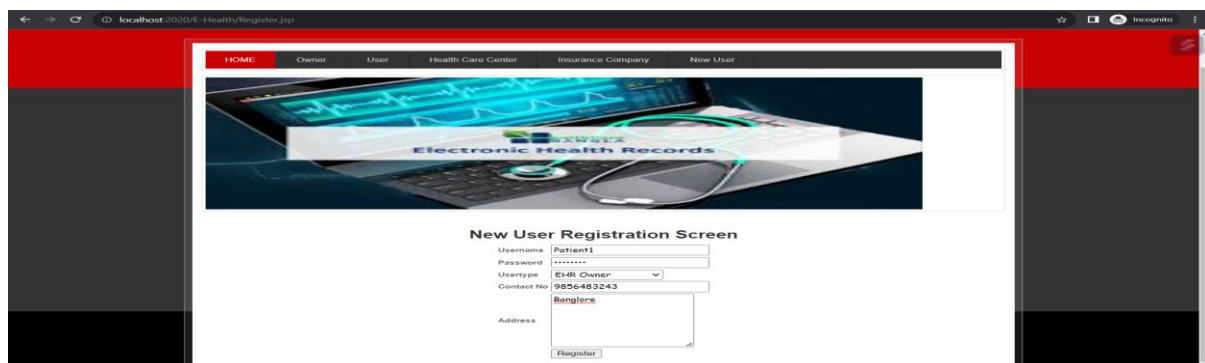 localhost:2020/E-Health/Register.jsp Incognito
HOME Owner User Health Care Center Insurance Company New User
Electronic Health Records
New User Registration Screen
Username Patient1
Password ••••••••
Usertype EHR Owner
Contact No 9856483243
Address Banglore
Register